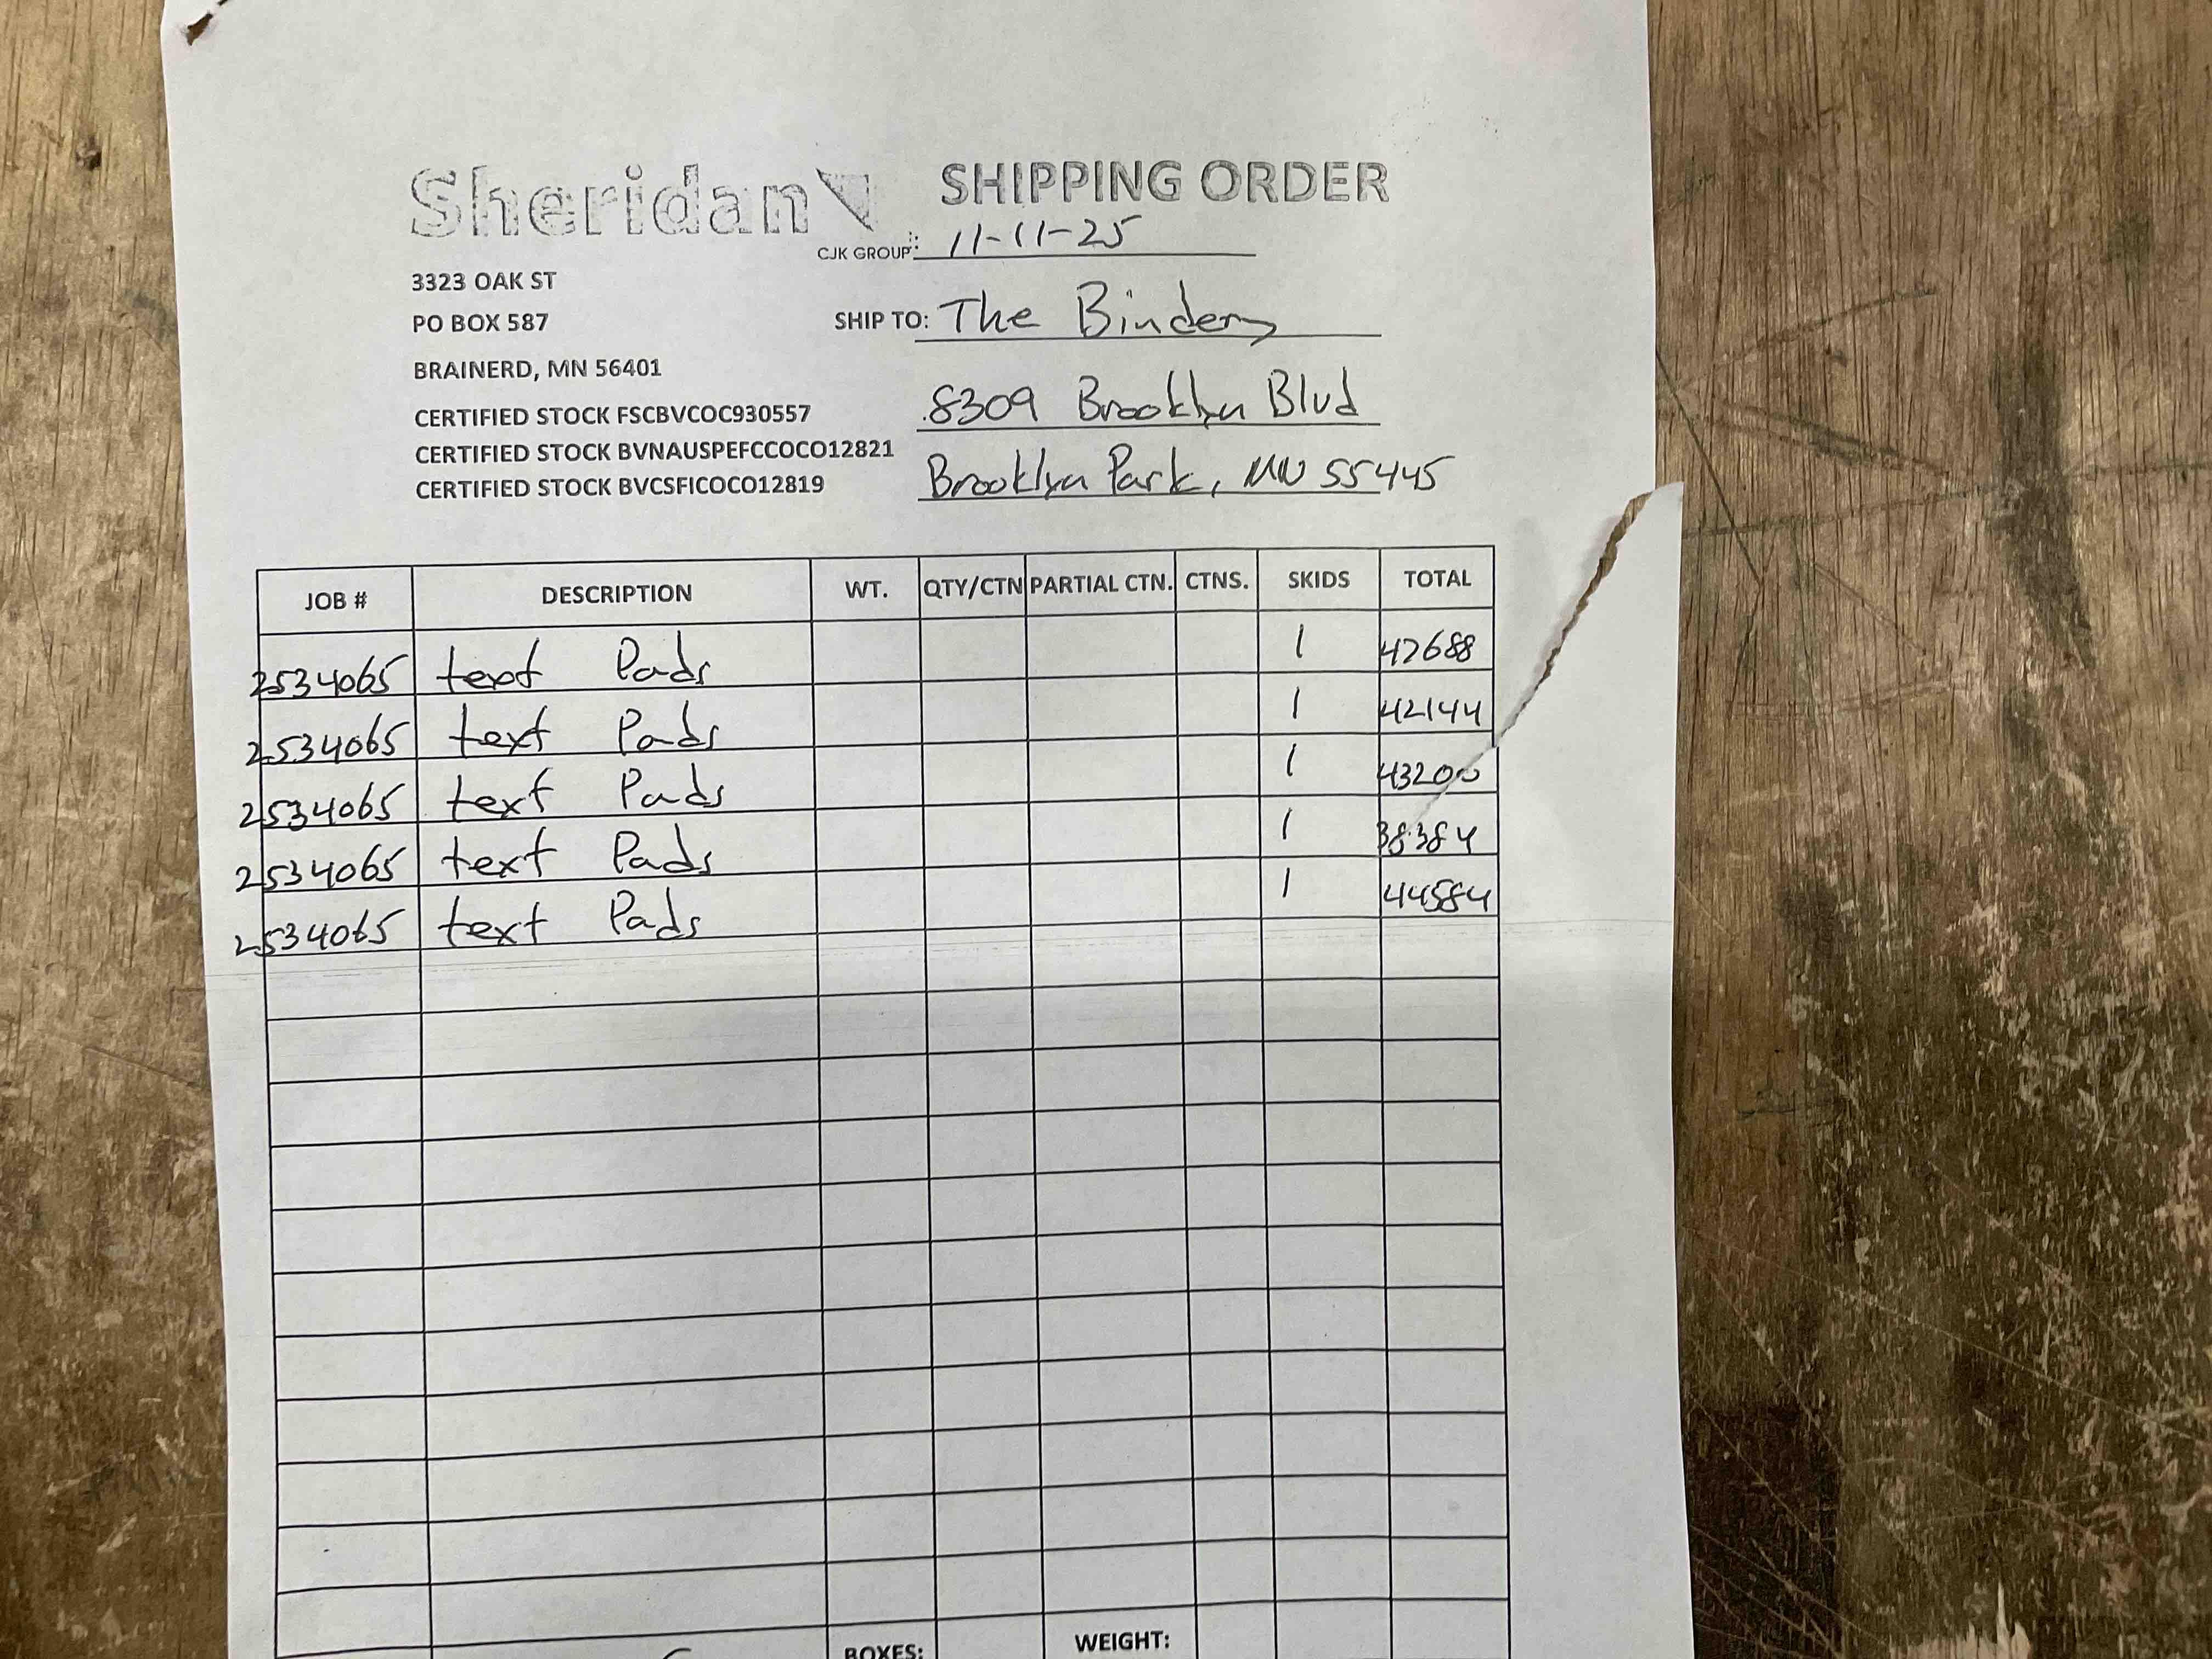 Sheridan
SHIPPING ORDER
CJK GROUP: 11-11-25
3323 OAK ST
PO BOX 587
SHIP TO: The Bindery
BRAINERD, MN 56401
8309 Brooklyn Blvd
CERTIFIED STOCK FSCBVCOC930557
CERTIFIED STOCK BVNAUSPEFCCOCO12821
Brooklyn Park, MN 55445
CERTIFIED STOCK BVCSFICOCO12819
JOB # DESCRIPTION WT. QTY/CTN PARTIAL CTN. CTNS. SKIDS TOTAL
2534065 text Pads 1 47688
2534065 text Pads 1 42144
2534065 text Pads 1 43200
2534065 text Pads 1 38384
2534065 text Pads 1 44584
BOXES: WEIGHT: